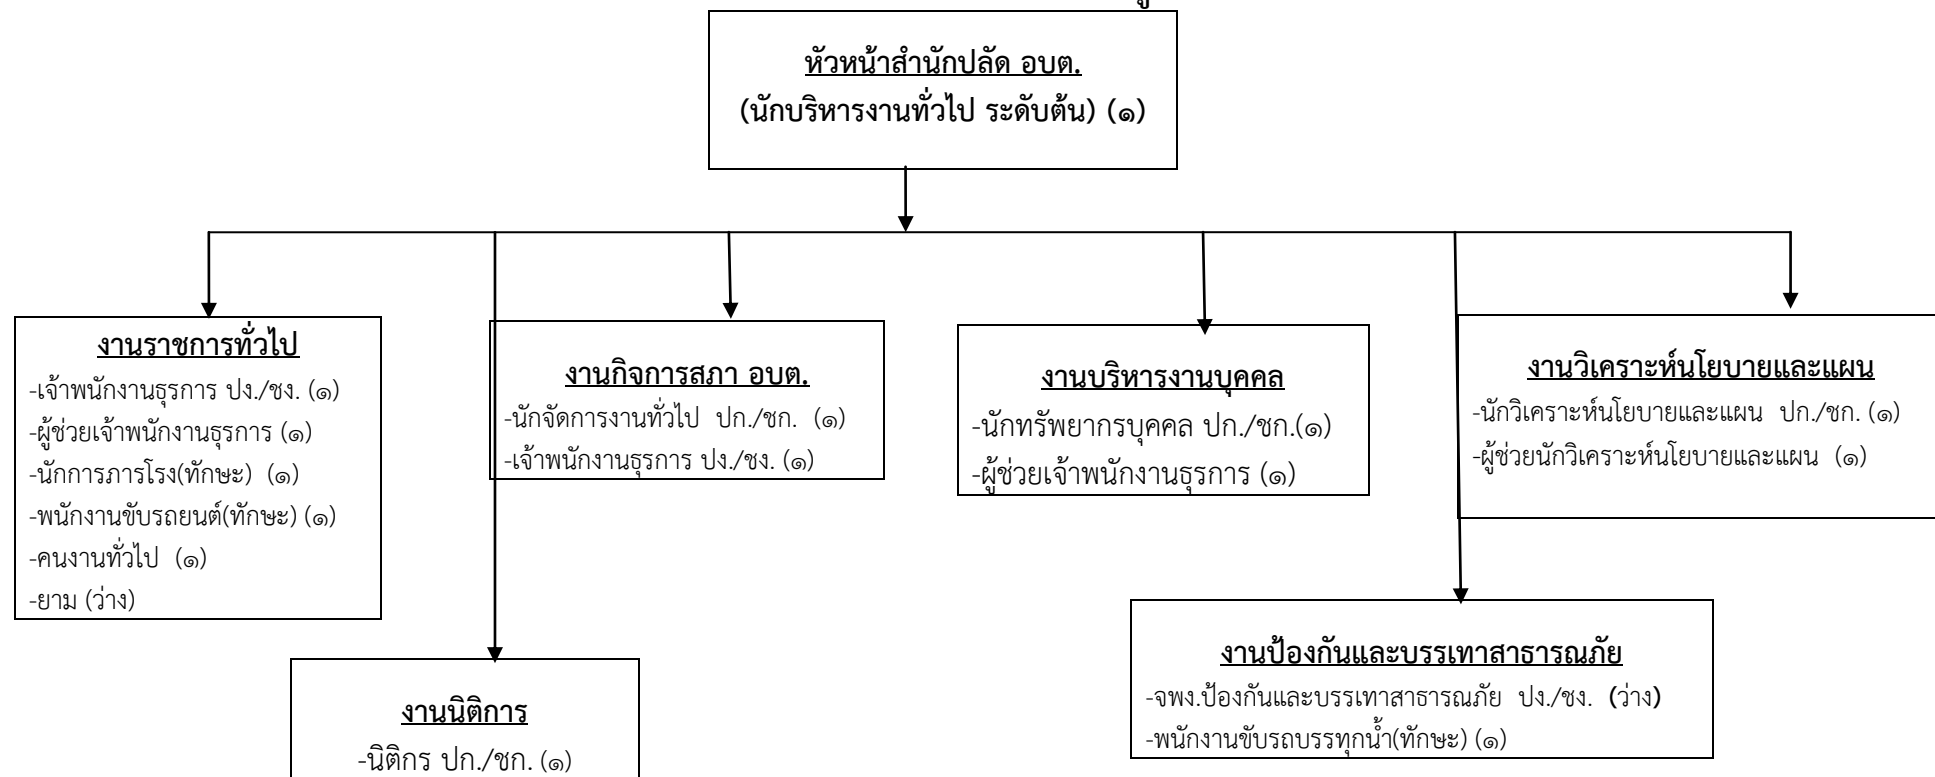 หัวหน้าสำนักปลัด อบต.
(นักบริหารงานทั่วไป ระดับต้น) (๑)
งานราชการทั่วไป
-เจ้าพนักงานธุรการ ปง./ชง. (๑)
-ผู้ช่วยเจ้าพนักงานธุรการ (๑)
-นักการภารโรง(ทักษะ) (๑)
-พนักงานขับรถยนต์(ทักษะ) (๑)
-คนงานทั่วไป (๑)
-ยาม (ว่าง)
งานกิจการสภา อบต.
-นักจัดการงานทั่วไป ปก./ชก. (๑)
-เจ้าพนักงานธุรการ ปง./ชง. (๑)
งานบริหารงานบุคคล
-นักทรัพยากรบุคคล ปก./ชก.(๑)
-ผู้ช่วยเจ้าพนักงานธุรการ (๑)
งานวิเคราะห์นโยบายและแผน
-นักวิเคราะห์นโยบายและแผน ปก./ชก. (๑)
-ผู้ช่วยนักวิเคราะห์นโยบายและแผน (๑)
งานนิติการ
-นิติกร ปก./ชก. (๑)
งานป้องกันและบรรเทาสาธารณภัย
-จพง.ป้องกันและบรรเทาสาธารณภัย ปง./ชง. (ว่าง)
-พนักงานขับรถบรรทุกน้ำ(ทักษะ) (๑)